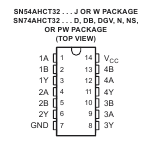 SN54AHCT32 . . . J OR W PACKAGE
SN74AHCT32 . . . D, DB, DGV, N, NS,
OR PW PACKAGE
(TOP VIEW)
1A 1 14 VCC
1B 2 13 4B
1Y 3 12 4A
2A 4 11 4Y
2B 5 10 3B
2Y 6 9 3A
GND 7 8 3Y